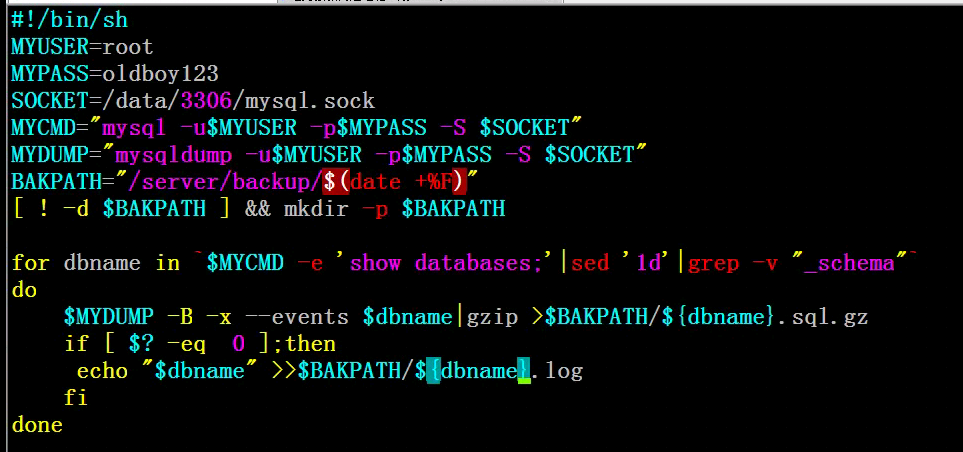 #!/bin/sh
MYUSER=root
MYPASS=oldboy123
SOCKET=/data/3306/mysql.sock
MYCMD="mysql -u$MYUSER -p$MYPASS -S $SOCKET"
MYDUMP="mysqldump -u$MYUSER -p$MYPASS -S $SOCKET"
BAKPATH="/server/backup/$(date +%F)"
[ ! -d $BAKPATH ] && mkdir -p $BAKPATH

for dbname in `$MYCMD -e 'show databases;'|sed '1d'|grep -v "_schema"`
do
    $MYDUMP -B -x --events $dbname|gzip >$BAKPATH/${dbname}.sql.gz
    if [ $? -eq  0 ];then
     echo "$dbname" >>$BAKPATH/${dbname}.log
    fi
done